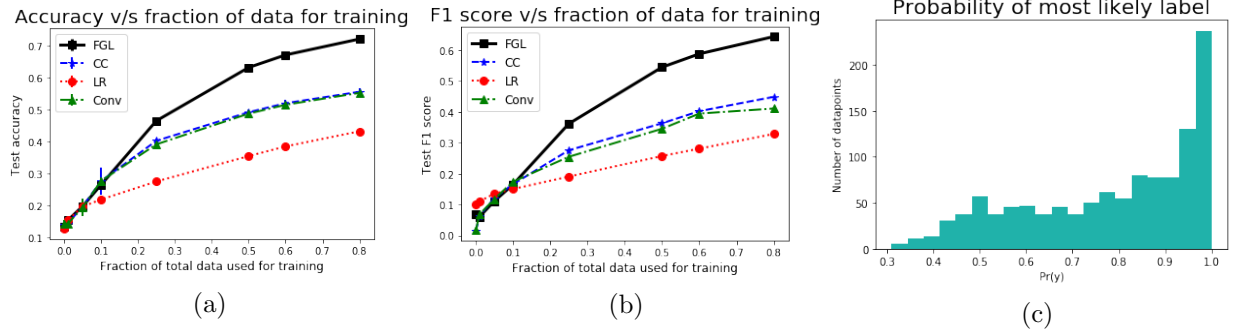 Accuracy v/s fraction of data for training
Test accuracy
0.7
0.6
0.5
0.4
0.3
0.2
0.1
FGL
CC
LR
Conv
0.0 0.1 0.2 0.3 0.4 0.5 0.6 0.7 0.8
Fraction of total data used for training
(a)
F1 score v/s fraction of data for training
Test F1 score
0.6
0.5
0.4
0.3
0.2
0.1
0.0
FGL
CC
LR
Conv
0.0 0.1 0.2 0.3 0.4 0.5 0.6 0.7 0.8
Fraction of total data used for training
(b)
Probability of most likely label
Number of datapoints
200
150
100
50
0
0.3 0.4 0.5 0.6 0.7 0.8 0.9 1.0
Pr(y)
(c)